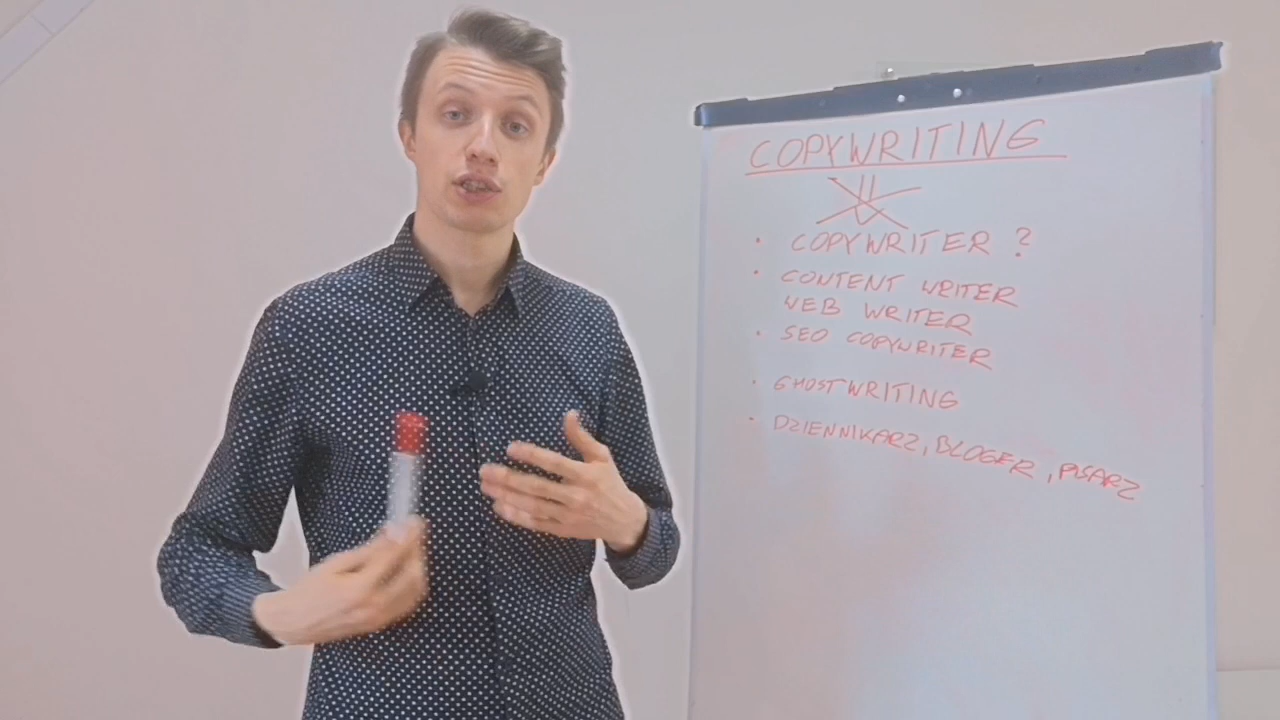 COPYWRITING
• COPYWRITER ?
• CONTENT WRITER
WEB WRITER
• SEO COPYWRITER
• GHOSTWRITING
• DZIENNIKARZ, BLOGER, PISARZ